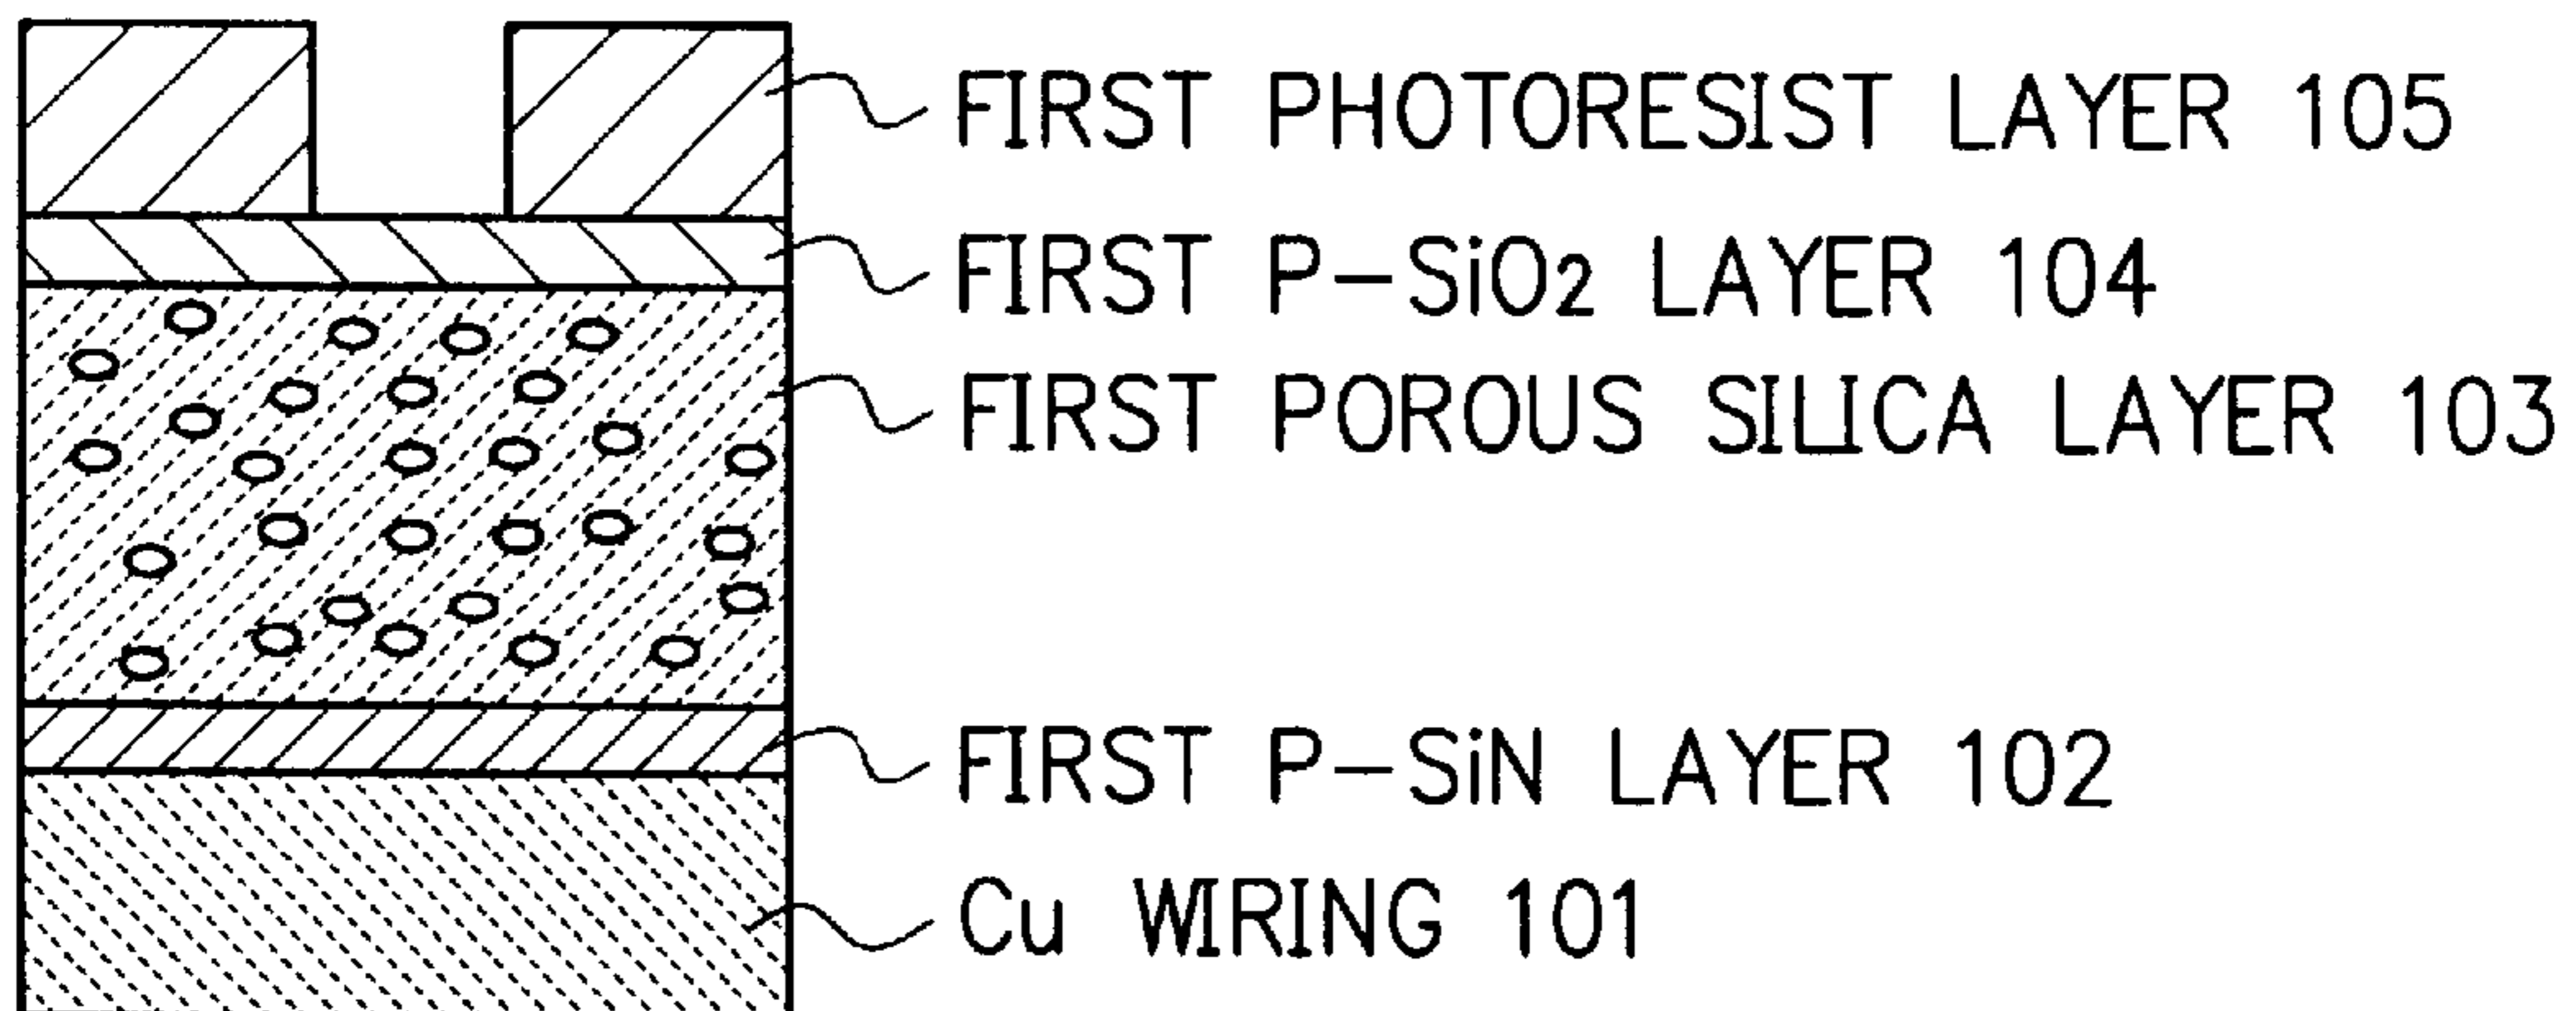 FIRST PHOTORESIST LAYER 105
FIRST P-SiO2 LAYER 104
FIRST POROUS SILICA LAYER 103
FIRST P-SiN LAYER 102
Cu WIRING 101